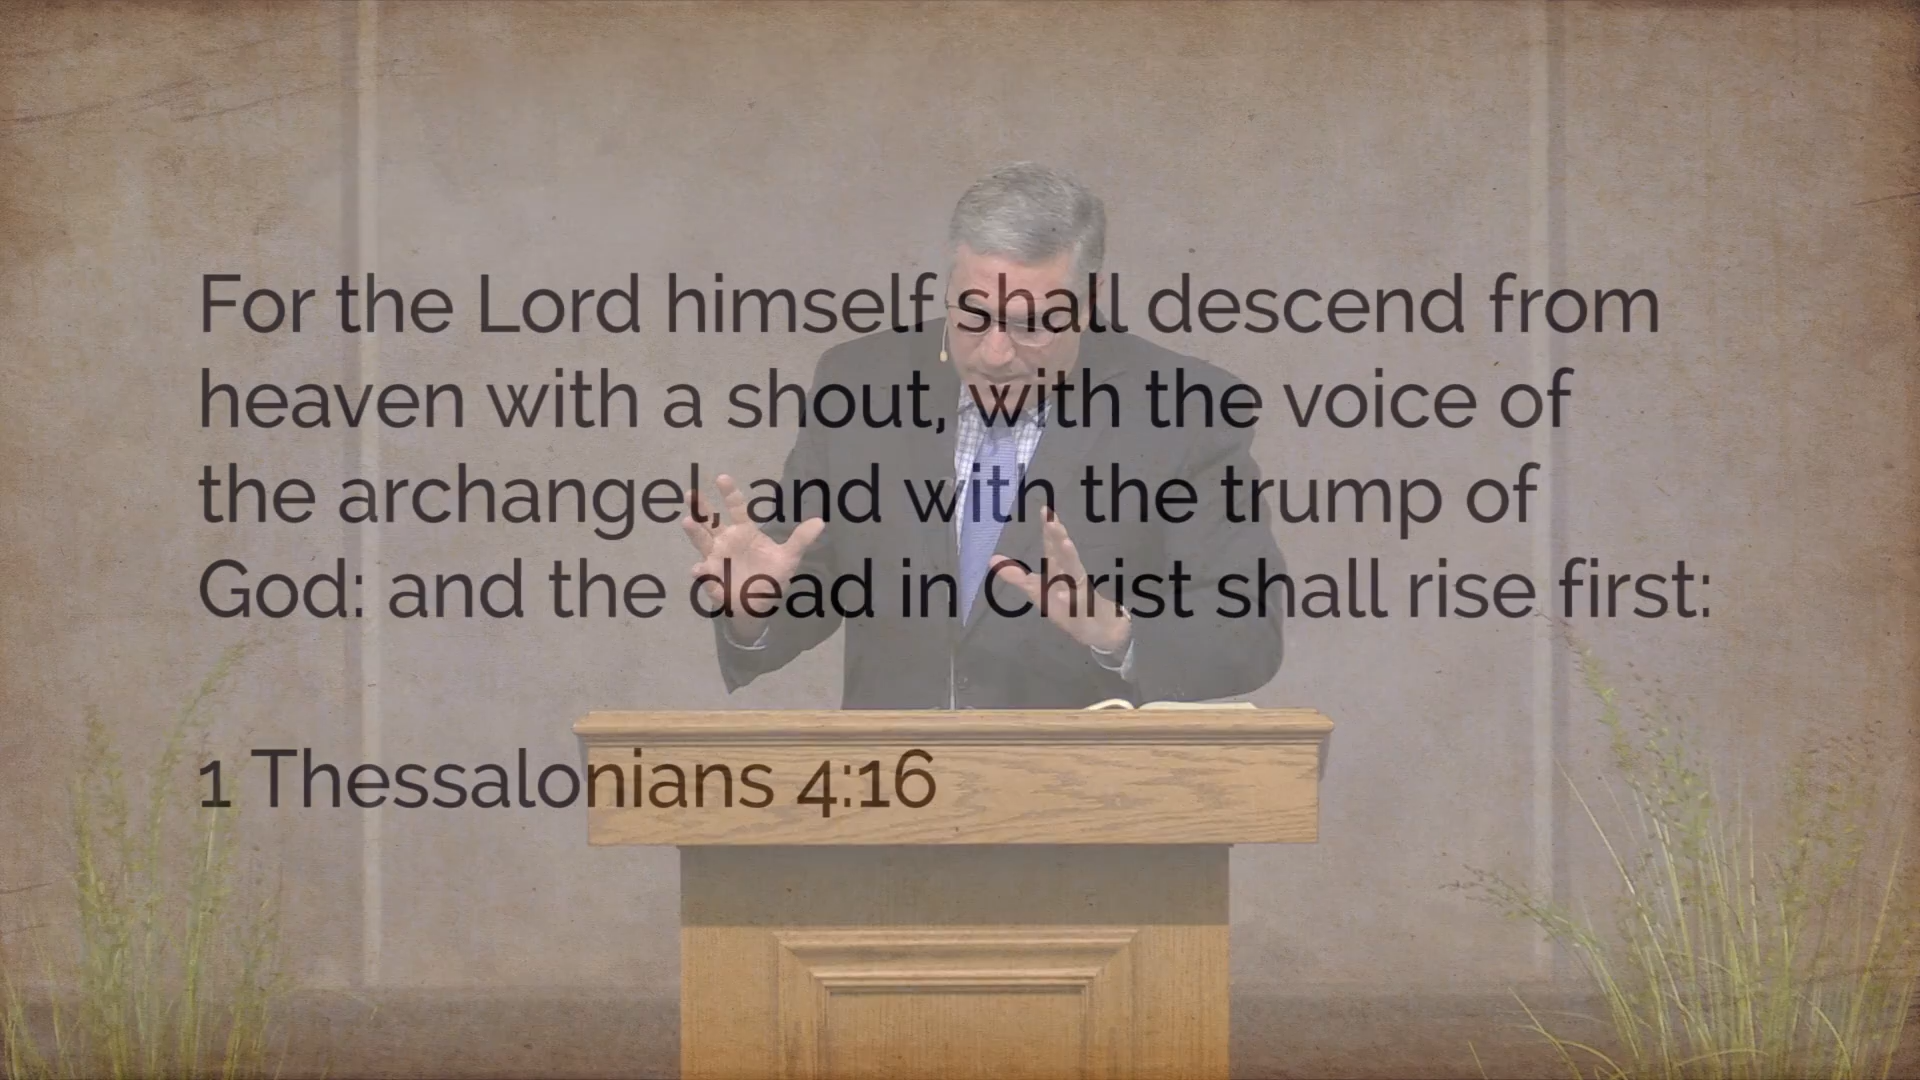 For the Lord himself shall descend from
heaven with a shout, with the voice of
the archangel, and with the trump of
God: and the dead in Christ shall rise first:
1 Thessalonians 4:16